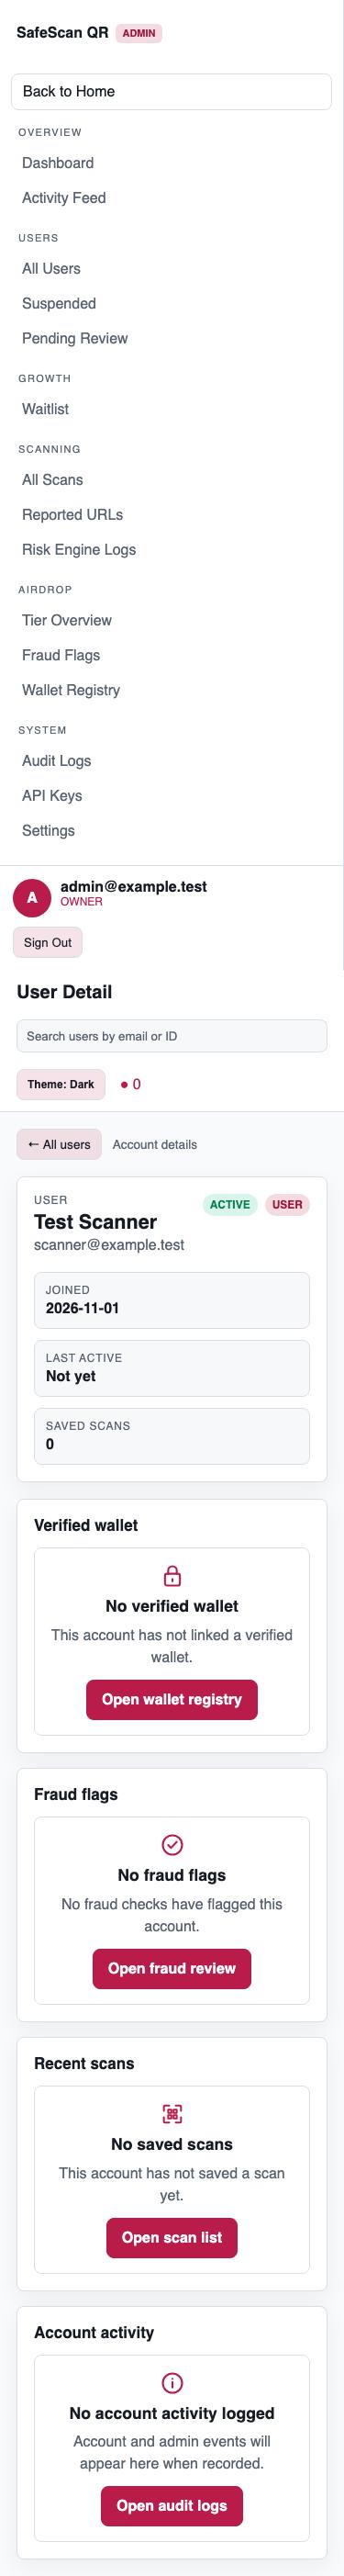 SafeScan QR ADMIN
Back to Home
OVERVIEW
Dashboard
Activity Feed
USERS
All Users
Suspended
Pending Review
GROWTH
Waitlist
SCANNING
All Scans
Reported URLs
Risk Engine Logs
AIRDROP
Tier Overview
Fraud Flags
Wallet Registry
SYSTEM
Audit Logs
API Keys
Settings
A
admin@example.test
OWNER
Sign Out
User Detail
Search users by email or ID
Theme: Dark
● 0
← All users
Account details
USER
ACTIVE
USER
Test Scanner
scanner@example.test
JOINED
2026-11-01
LAST ACTIVE
Not yet
SAVED SCANS
0
Verified wallet
No verified wallet
This account has not linked a verified
wallet.
Open wallet registry
Fraud flags
No fraud flags
No fraud checks have flagged this
account.
Open fraud review
Recent scans
No saved scans
This account has not saved a scan
yet.
Open scan list
Account activity
No account activity logged
Account and admin events will
appear here when recorded.
Open audit logs